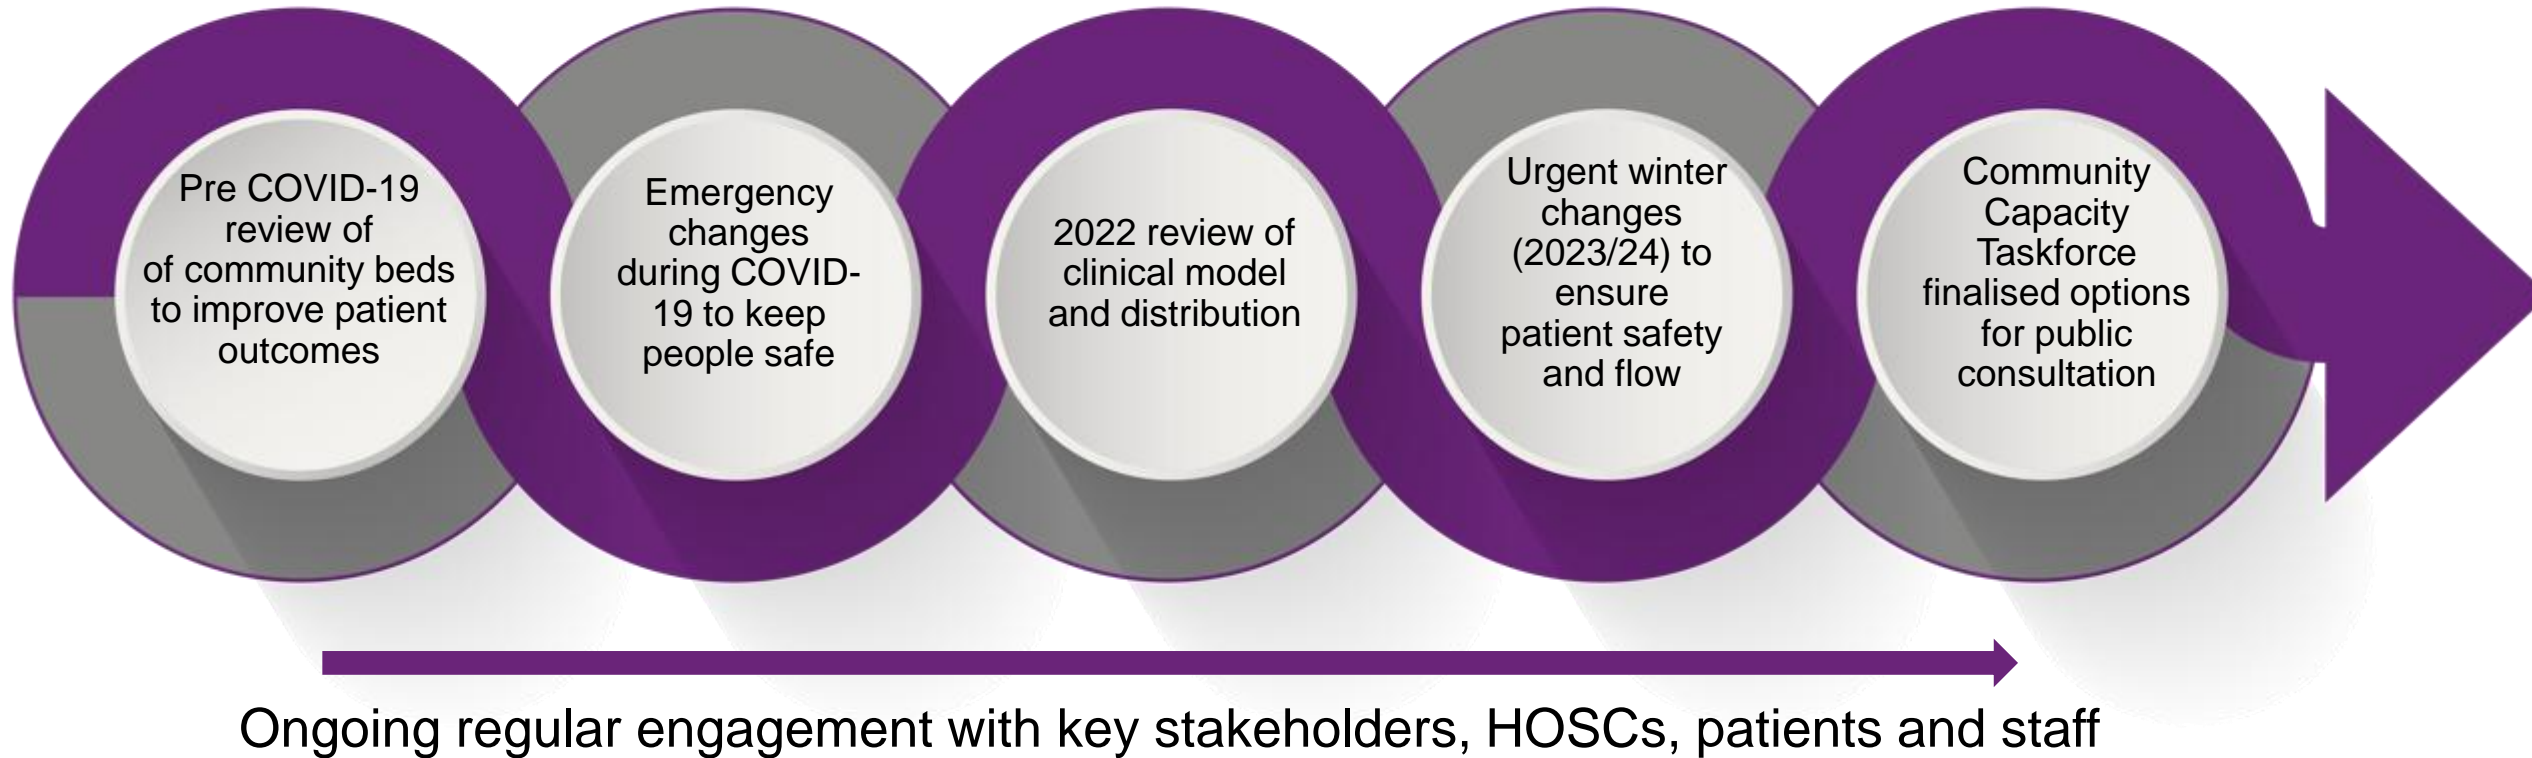 Pre COVID-19
review of
of community beds
to improve patient
outcomes
Emergency
changes
during COVID-
19 to keep
people safe
2022 review of
clinical model
and distribution
Urgent winter
changes
(2023/24) to
ensure
patient safety
and flow
Community
Capacity
Taskforce
finalised options
for public
consultation
Ongoing regular engagement with key stakeholders, HOSCs, patients and staff